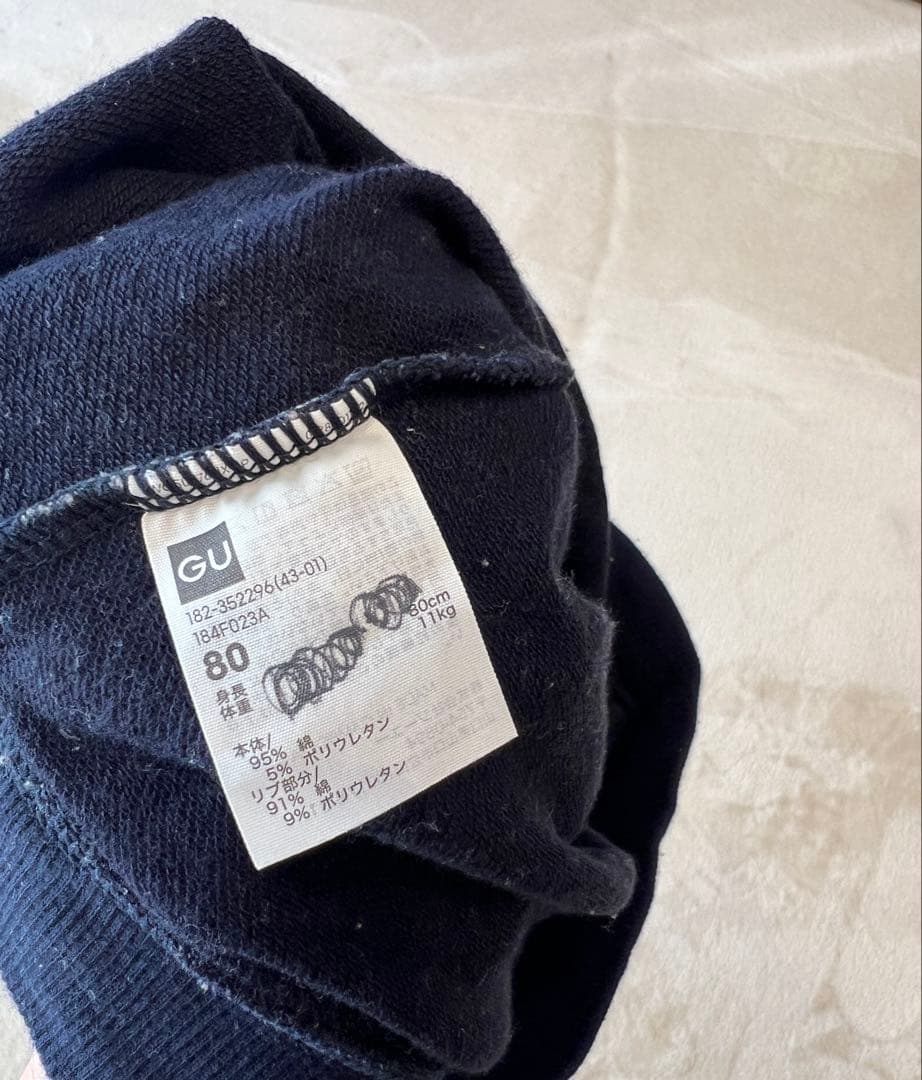 GU
182-352296(43-01)
184F023A
80
身長 80cm
体重 11kg
本体/
95% 綿
5% ポリウレタン
リブ部分/
91% 綿
9% ポリウレタン